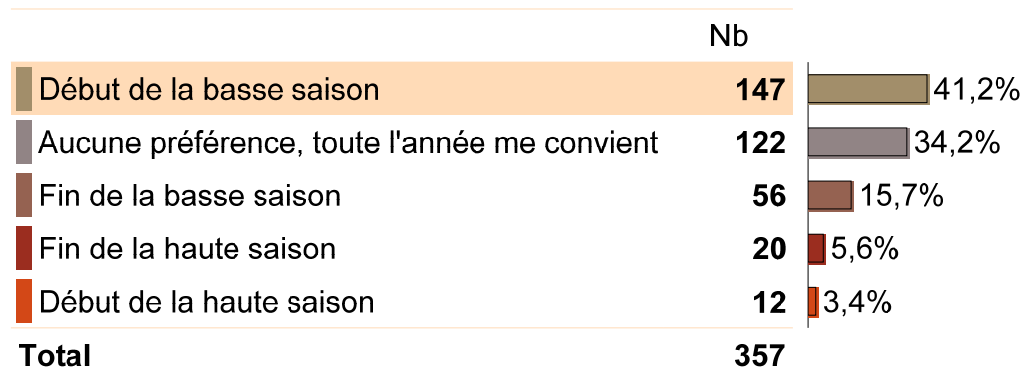 Nb
Début de la basse saison 147 41,2%
Aucune préférence, toute l'année me convient 122 34,2%
Fin de la basse saison 56 15,7%
Fin de la haute saison 20 5,6%
Début de la haute saison 12 3,4%
Total 357